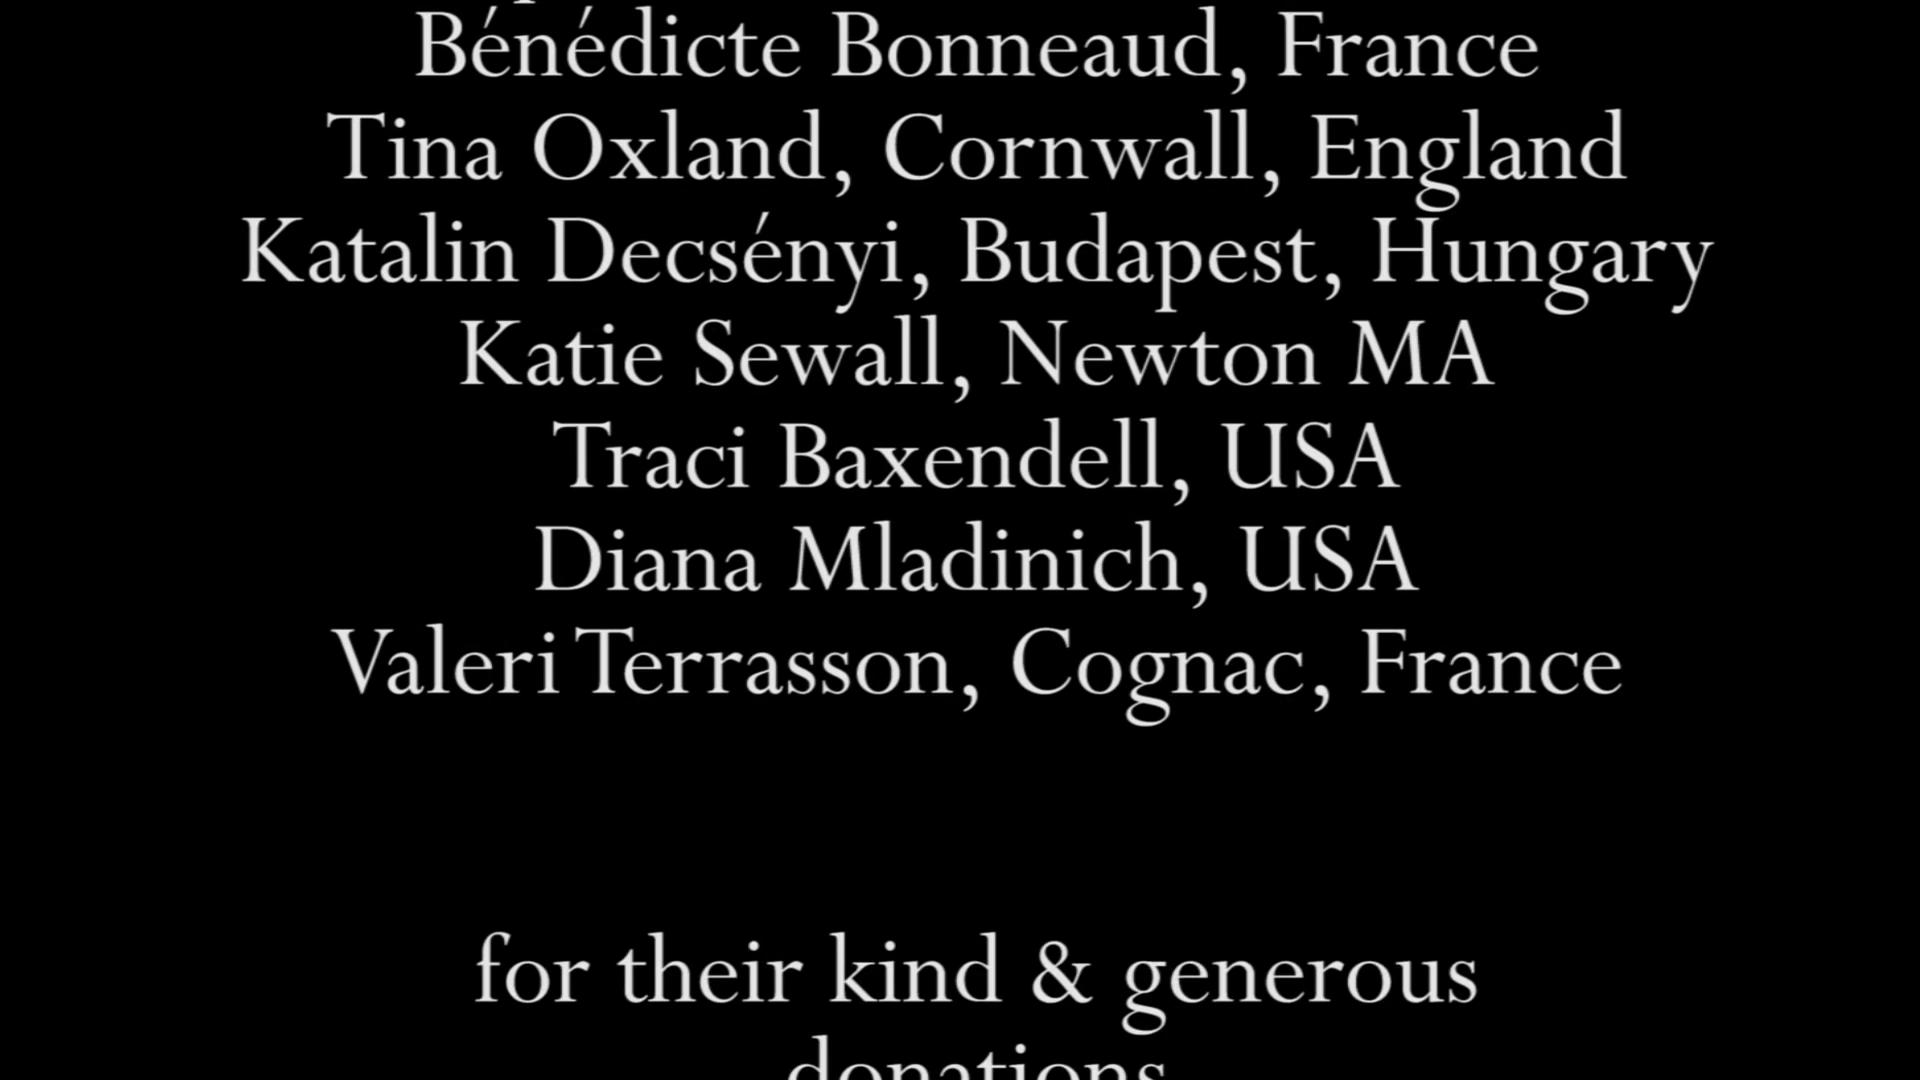 Bénédicte Bonneaud, France
Tina Oxland, Cornwall, England
Katalin Decsényi, Budapest, Hungary
Katie Sewall, Newton MA
Traci Baxendell, USA
Diana Mladinich, USA
Valeri Terrasson, Cognac, France
for their kind & generous
donations